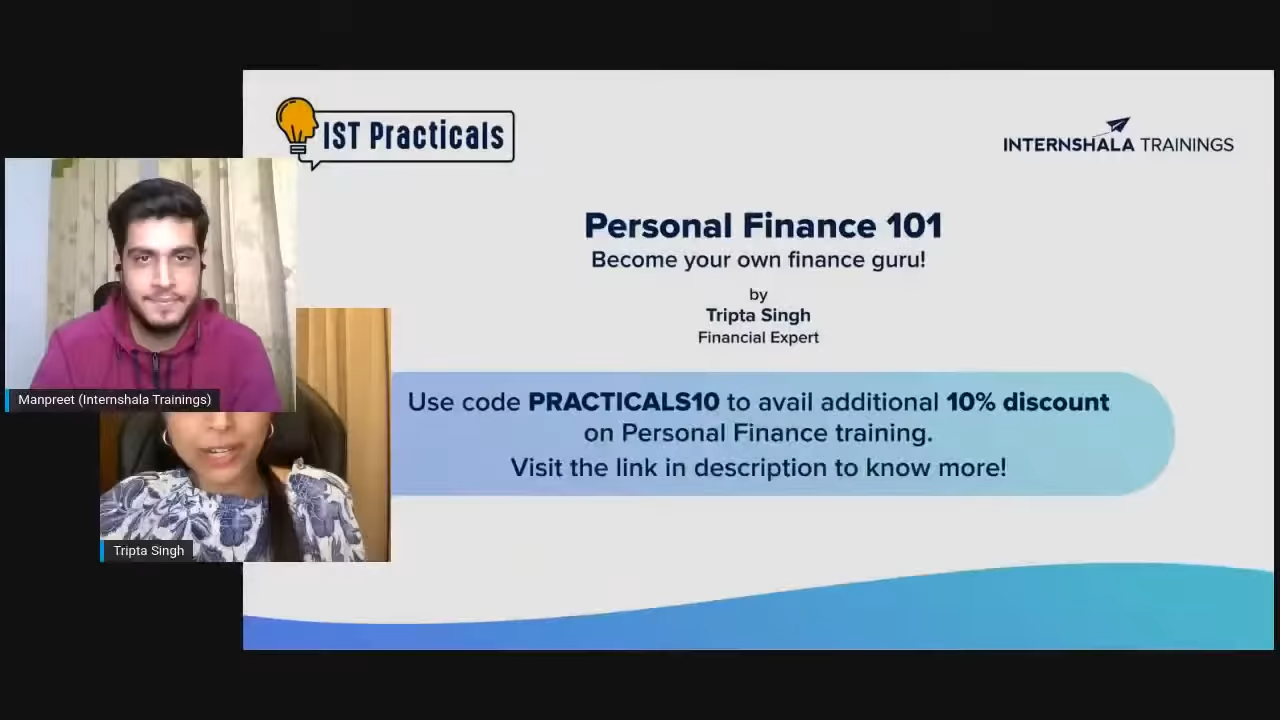 IST Practicals
INTERNSHALA TRAININGS
Personal Finance 101
Become your own finance guru!
by
Tripta Singh
Financial Expert
Use code PRACTICALS10 to avail additional 10% discount
on Personal Finance training.
Visit the link in description to know more!
Manpreet (Internshala Trainings)
Tripta Singh